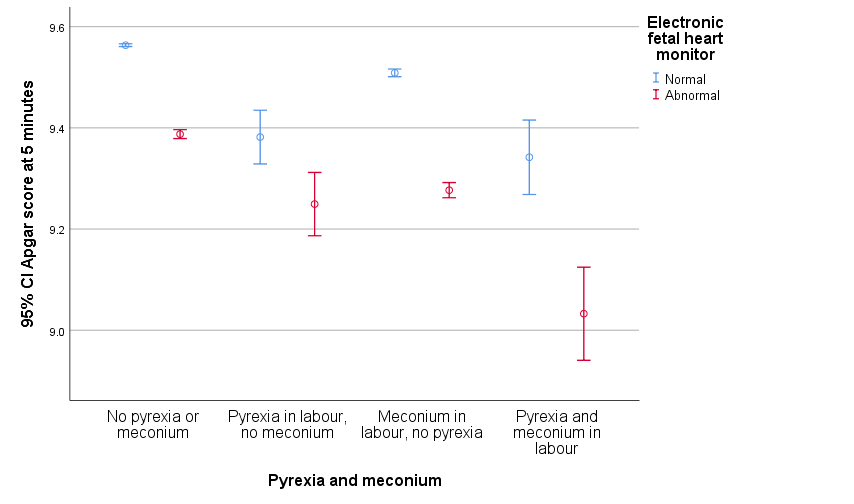 Electronic
fetal heart
monitor
Normal
Abnormal
95% CI Apgar score at 5 minutes
9.6
9.4
9.2
9.0
No pyrexia or
meconium
Pyrexia in labour,
no meconium
Meconium in
labour, no pyrexia
Pyrexia and
meconium in
labour
Pyrexia and meconium